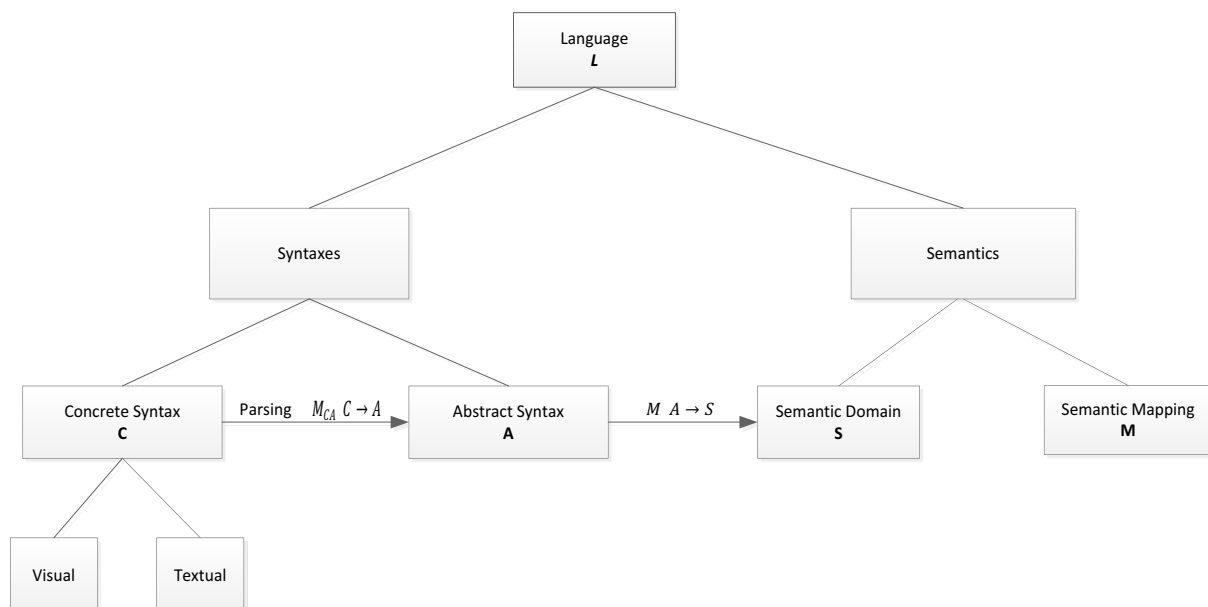 Language
L
Syntaxes
Semantics
Concrete Syntax
C
Parsing M_CA C → A
Abstract Syntax
A
M A → S
Semantic Domain
S
Semantic Mapping
M
Visual
Textual